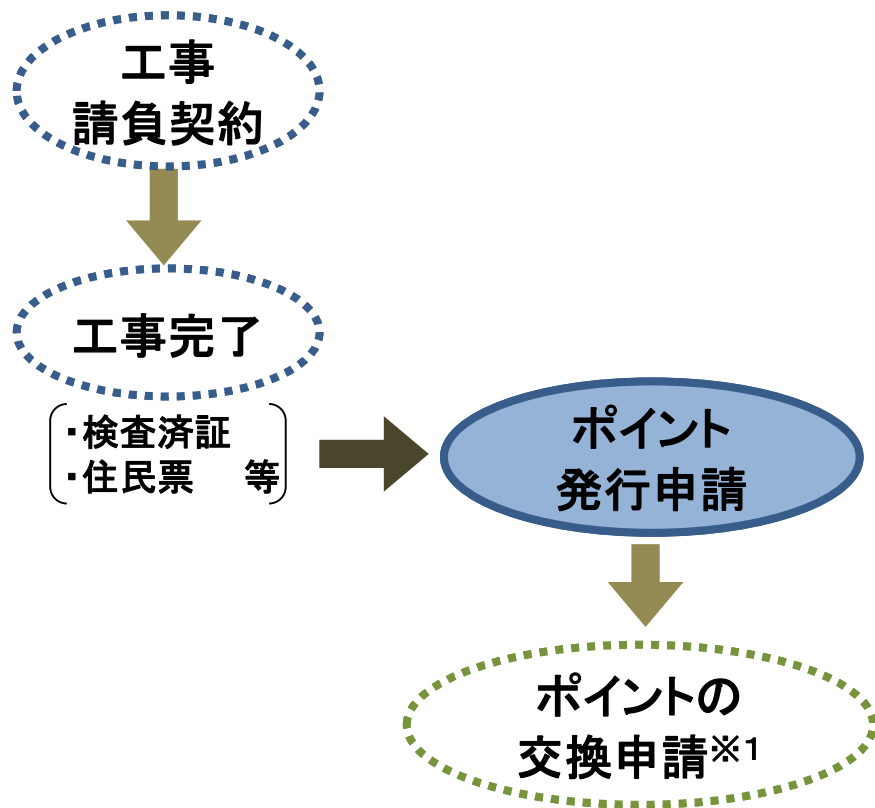 工事
請負契約
工事完了
・検査済証
・住民票　等
ポイント
発行申請
ポイントの
交換申請※1